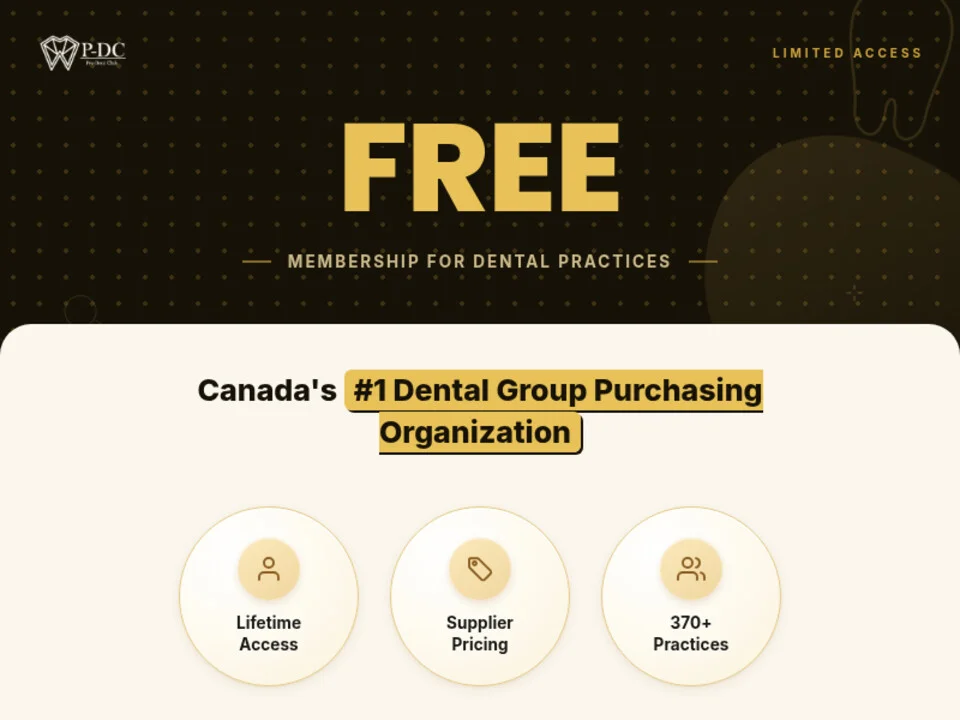 P-DC
LIMITED ACCESS
FREE
MEMBERSHIP FOR DENTAL PRACTICES
Canada's #1 Dental Group Purchasing
Organization
Lifetime
Access
Supplier
Pricing
370+
Practices